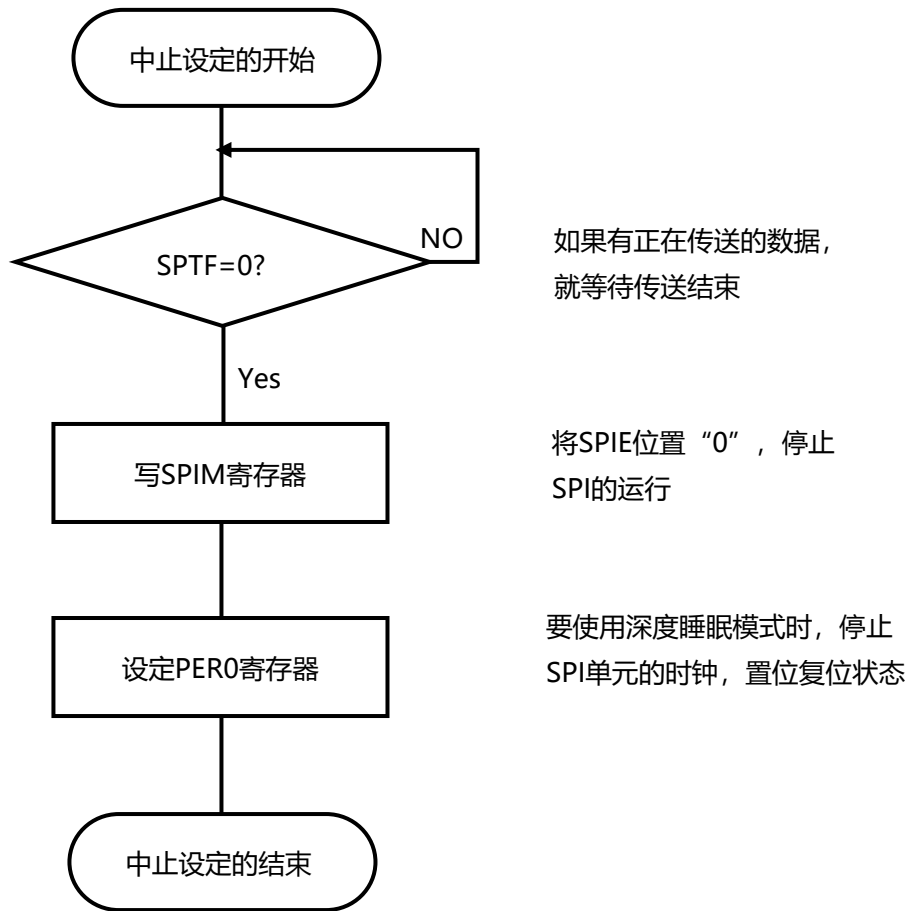 中止设定的开始
NO
SPTF=0?
如果有正在传送的数据，
就等待传送结束
Yes
写SPIM寄存器
将SPIE位置“0”，停止
SPI的运行
设定PER0寄存器
要使用深度睡眠模式时，停止
SPI单元的时钟，置位复位状态
中止设定的结束